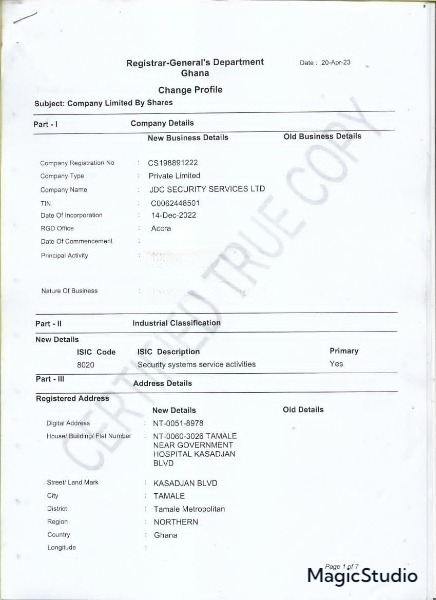 Registrar-General's Department
Date : 20-Apr-23
Ghana
Change Profile
Subject: Company Limited By Shares
Part - I Company Details
New Business Details Old Business Details
Company Registration No : CS198891222
Company Type : Private Limited
Company Name : JDC SECURITY SERVICES LTD
TIN : C0062448501
Date Of Incorporation : 14-Dec-2022
RGD Office : Accra
Date Of Commencement :
Principal Activity :
Nature Of Business :
Part - II Industrial Classification
New Details
ISIC Code ISIC Description Primary
8020 Security systems service activities Yes
Part - III Address Details
Registered Address
New Details Old Details
Digital Address : NT-0051-8978
House/ Building/ Flat Number : NT-0060-3026 TAMALE
NEAR GOVERNMENT
HOSPITAL KASADJAN
BLVD
Street/ Land Mark : KASADJAN BLVD
City : TAMALE
District : Tamale Metropolitan
Region : NORTHERN
Country : Ghana
Longitude :
Page 1 of 7
CERTIFIED TRUE COPY
MagicStudio